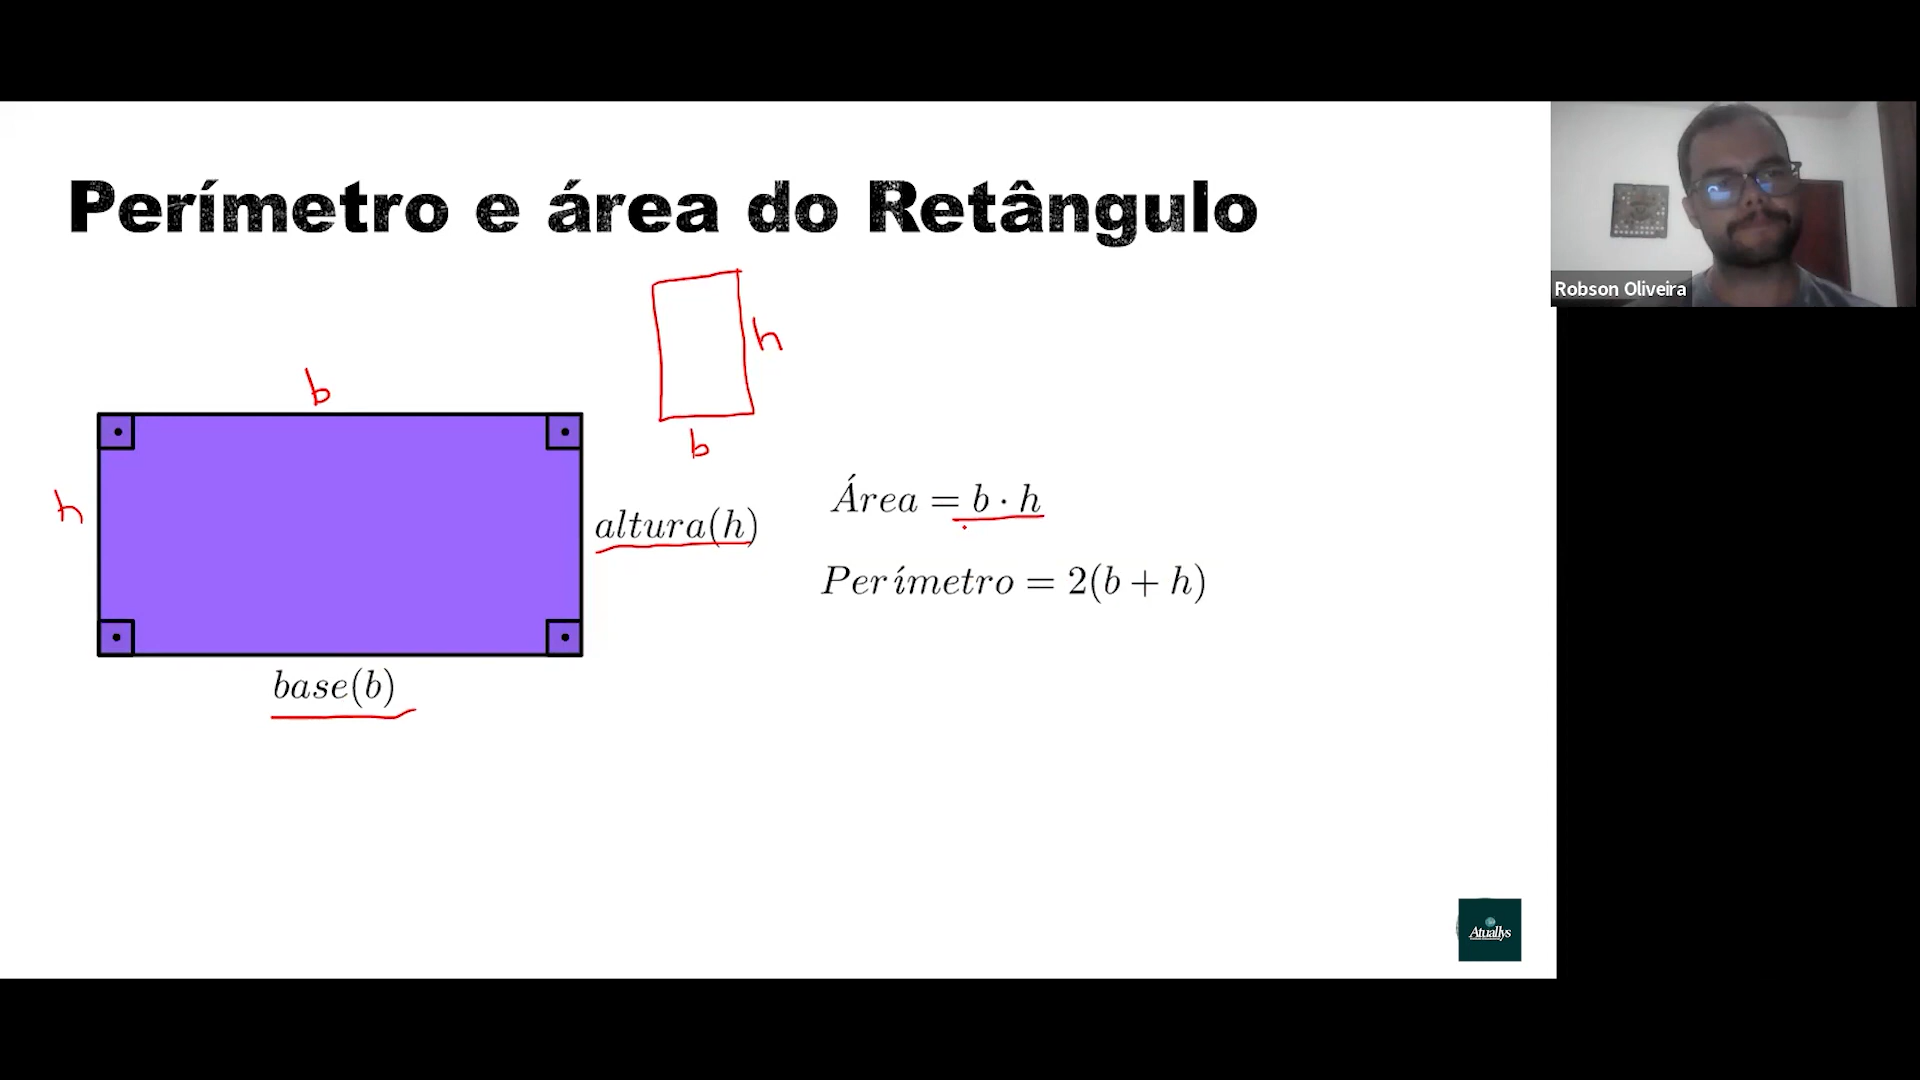 Perímetro e área do Retângulo
Robson Oliveira
h
b
b
h
altura(h)
base(b)
Área = b · h
Perímetro = 2(b + h)
Atuallys